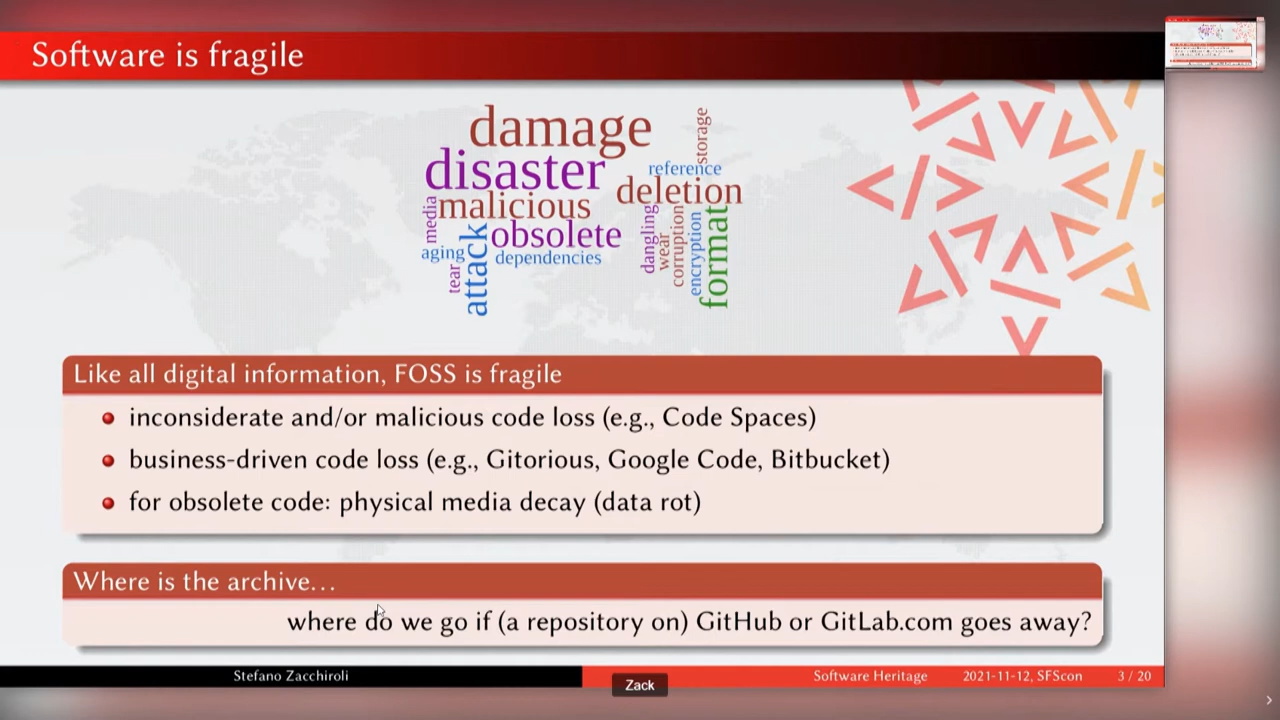 Software is fragile
damage
storage
disaster
reference
deletion
malicious
media
obsolete
dangling
wear
corruption
encryption
format
aging
attack
dependencies
tear
Like all digital information, FOSS is fragile
inconsiderate and/or malicious code loss (e.g., Code Spaces)
business-driven code loss (e.g., Gitorious, Google Code, Bitbucket)
for obsolete code: physical media decay (data rot)
Where is the archive…
where do we go if (a repository on) GitHub or GitLab.com goes away?
Stefano Zacchiroli
Software Heritage 2021-11-12, SFScon 3 / 20
Zack